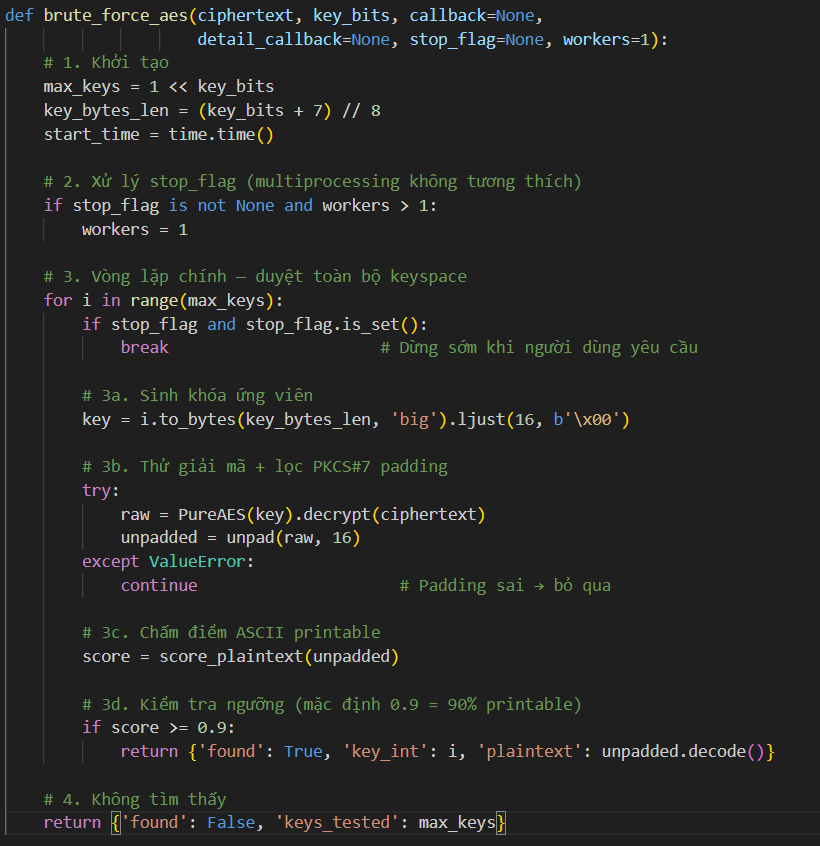 def brute_force_aes(ciphertext, key_bits, callback=None,
                    detail_callback=None, stop_flag=None, workers=1):
    # 1. Khởi tạo
    max_keys = 1 << key_bits
    key_bytes_len = (key_bits + 7) // 8
    start_time = time.time()

    # 2. Xử lý stop_flag (multiprocessing không tương thích)
    if stop_flag is not None and workers > 1:
        workers = 1

    # 3. Vòng lặp chính — duyệt toàn bộ keyspace
    for i in range(max_keys):
        if stop_flag and stop_flag.is_set():
            break                      # Dừng sớm khi người dùng yêu cầu

        # 3a. Sinh khóa ứng viên
        key = i.to_bytes(key_bytes_len, 'big').ljust(16, b'\x00')

        # 3b. Thử giải mã + lọc PKCS#7 padding
        try:
            raw = PureAES(key).decrypt(ciphertext)
            unpadded = unpad(raw, 16)
        except ValueError:
            continue                     # Padding sai → bỏ qua

        # 3c. Chấm điểm ASCII printable
        score = score_plaintext(unpadded)

        # 3d. Kiểm tra ngưỡng (mặc định 0.9 = 90% printable)
        if score >= 0.9:
            return {'found': True, 'key_int': i, 'plaintext': unpadded.decode()}

    # 4. Không tìm thấy
    return {'found': False, 'keys_tested': max_keys}